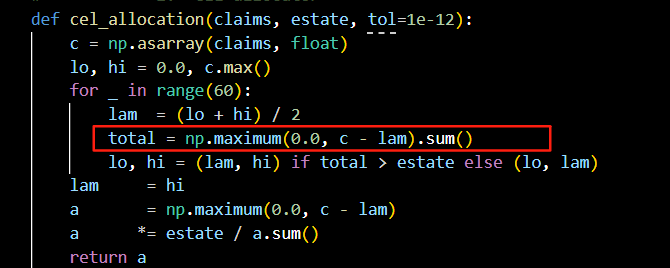 def cel_allocation(claims, estate, tol=1e-12):
c = np.asarray(claims, float)
lo, hi = 0.0, c.max()
for _ in range(60):
lam  = (lo + hi) / 2
total = np.maximum(0.0, c - lam).sum()
lo, hi = (lam, hi) if total > estate else (lo, lam)
lam     = hi
a       = np.maximum(0.0, c - lam)
a      *= estate / a.sum()
return a